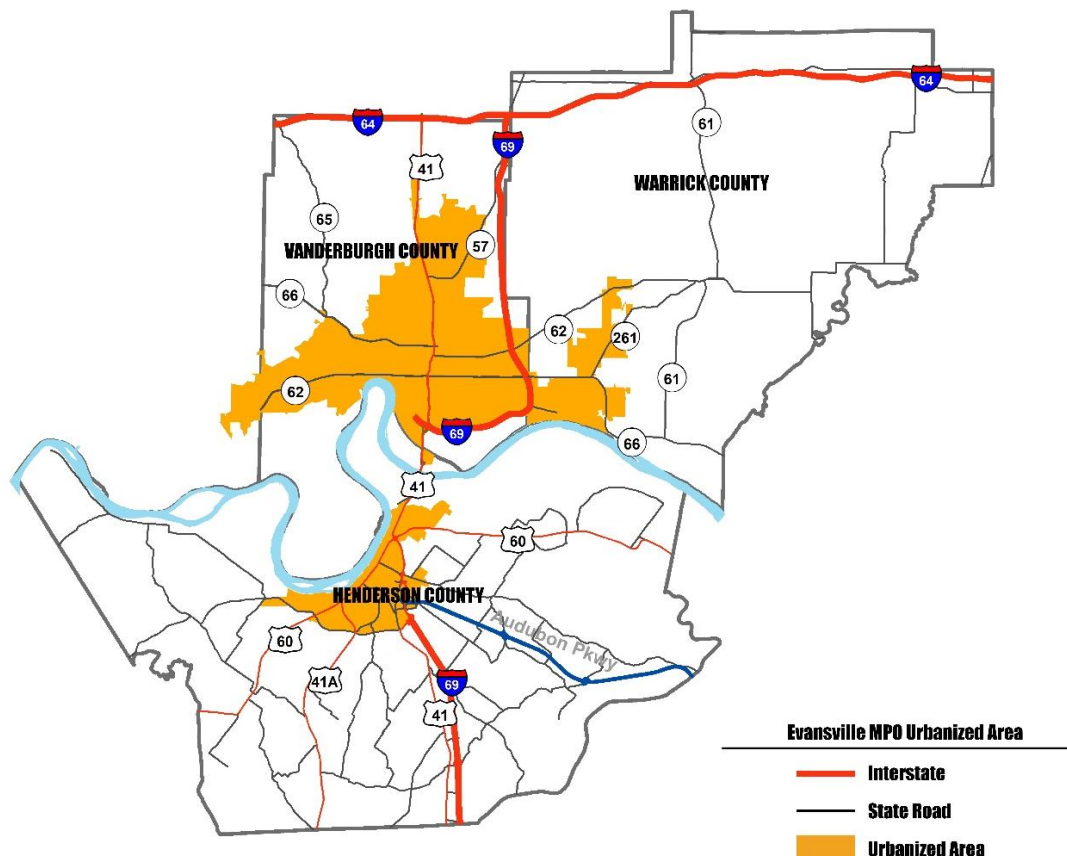 64
61
64
69
41
WARRICK COUNTY
65
57
VANDERBURGH COUNTY
66
62
261
61
62
69
66
41
60
HENDERSON COUNTY
Audubon Pkwy
60
41A
69
41
Evansville MPO Urbanized Area
Interstate
State Road
Urbanized Area